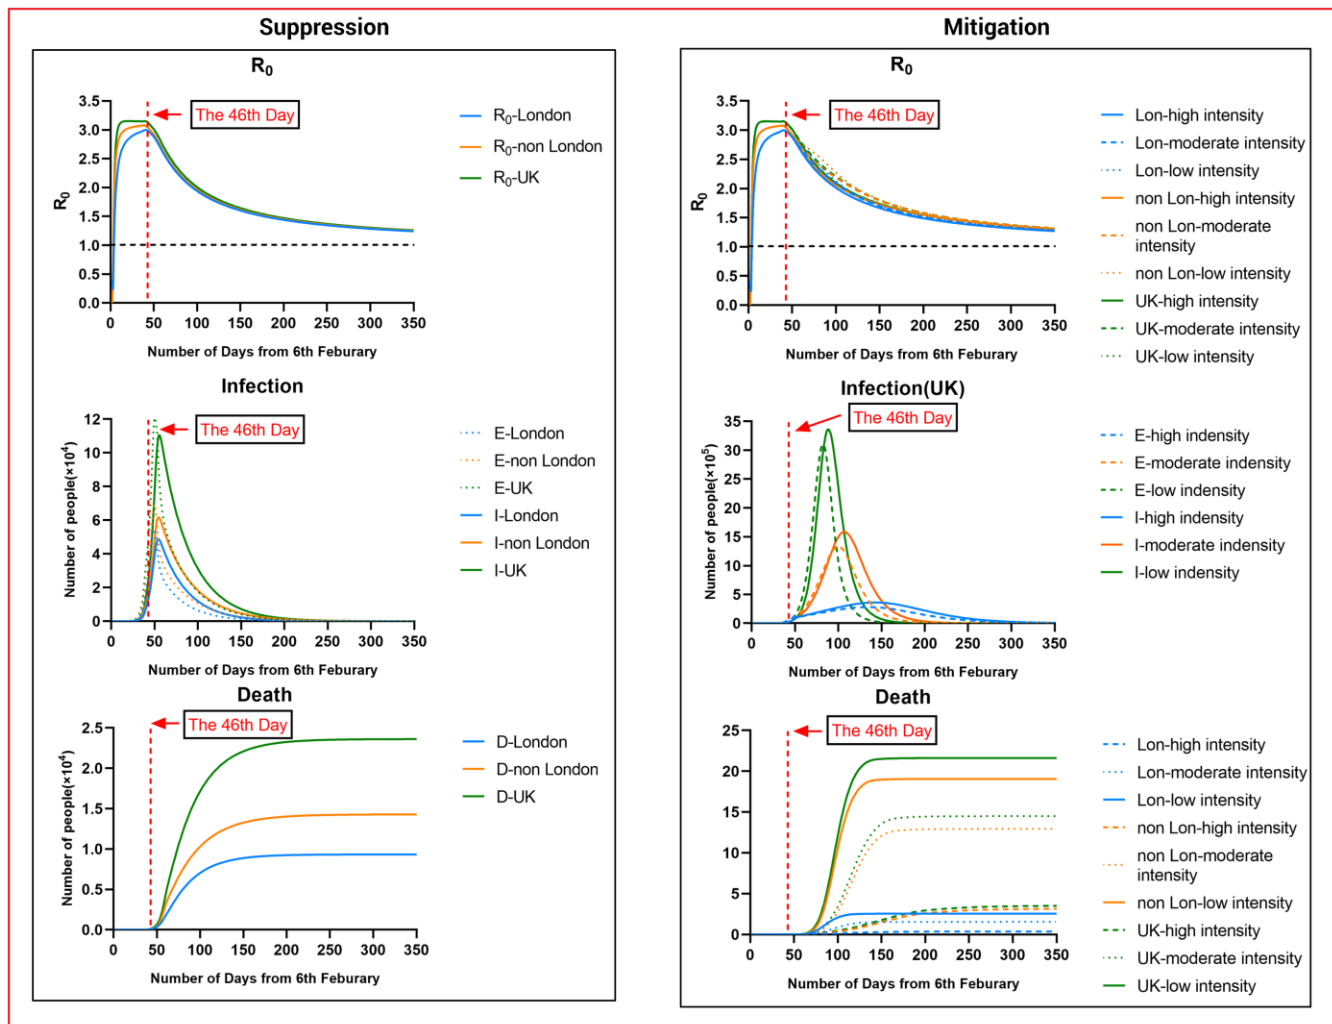 Suppression
R0
3.5
3.0
2.5
2.0
1.5
1.0
0.5
0.0
R0
The 46th Day
0 50 100 150 200 250 300 350
Number of Days from 6th Feburary
R0-London
R0-non London
R0-UK
Infection
12
10
8
6
4
2
0
Number of people(×10⁴)
The 46th Day
0 50 100 150 200 250 300 350
Number of Days from 6th Feburary
E-London
E-non London
E-UK
I-London
I-non London
I-UK
Death
2.5
2.0
1.5
1.0
0.5
0.0
Number of people(×10⁴)
The 46th Day
0 50 100 150 200 250 300 350
Number of Days from 6th Feburary
D-London
D-non London
D-UK
Mitigation
R0
3.5
3.0
2.5
2.0
1.5
1.0
0.5
0.0
R0
The 46th Day
0 50 100 150 200 250 300 350
Number of Days from 6th Feburary
Lon-high intensity
Lon-moderate intensity
Lon-low intensity
non Lon-high intensity
non Lon-moderate
intensity
non Lon-low intensity
UK-high intensity
UK-moderate intensity
UK-low intensity
Infection(UK)
35
30
25
20
15
10
5
0
Number of people(×10⁵)
The 46th Day
0 50 100 150 200 250 300 350
Number of Days from 6th Feburary
E-high indensity
E-moderate indensity
E-low indensity
I-high indensity
I-moderate indensity
I-low indensity
Death
25
20
15
10
5
0
Number of people(×10⁴)
The 46th Day
0 50 100 150 200 250 300 350
Number of Days from 6th Feburary
Lon-high intensity
Lon-moderate intensity
Lon-low intensity
non Lon-high intensity
non Lon-moderate
intensity
non Lon-low intensity
UK-high intensity
UK-moderate intensity
UK-low intensity